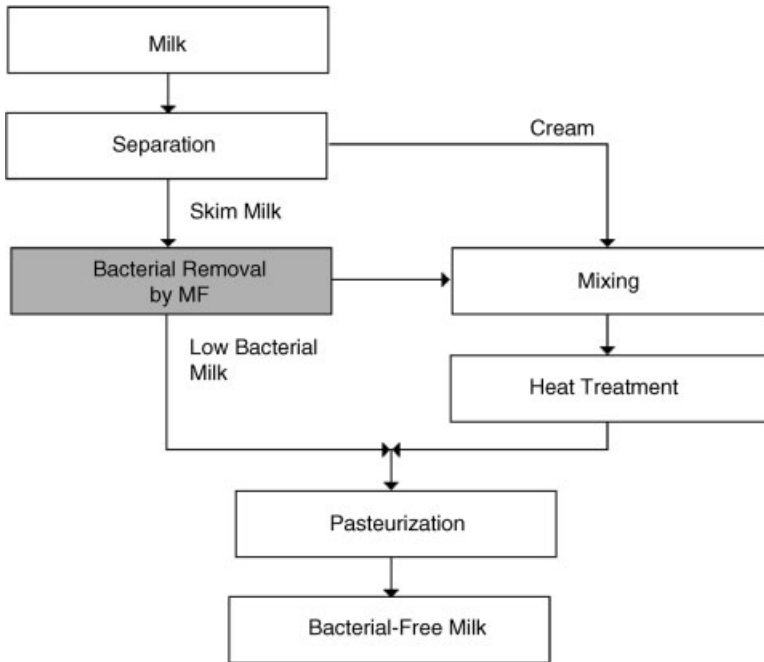 Milk
Separation
Cream
Skim Milk
Bacterial Removal
by MF
Mixing
Low Bacterial
Milk
Heat Treatment
Pasteurization
Bacterial-Free Milk